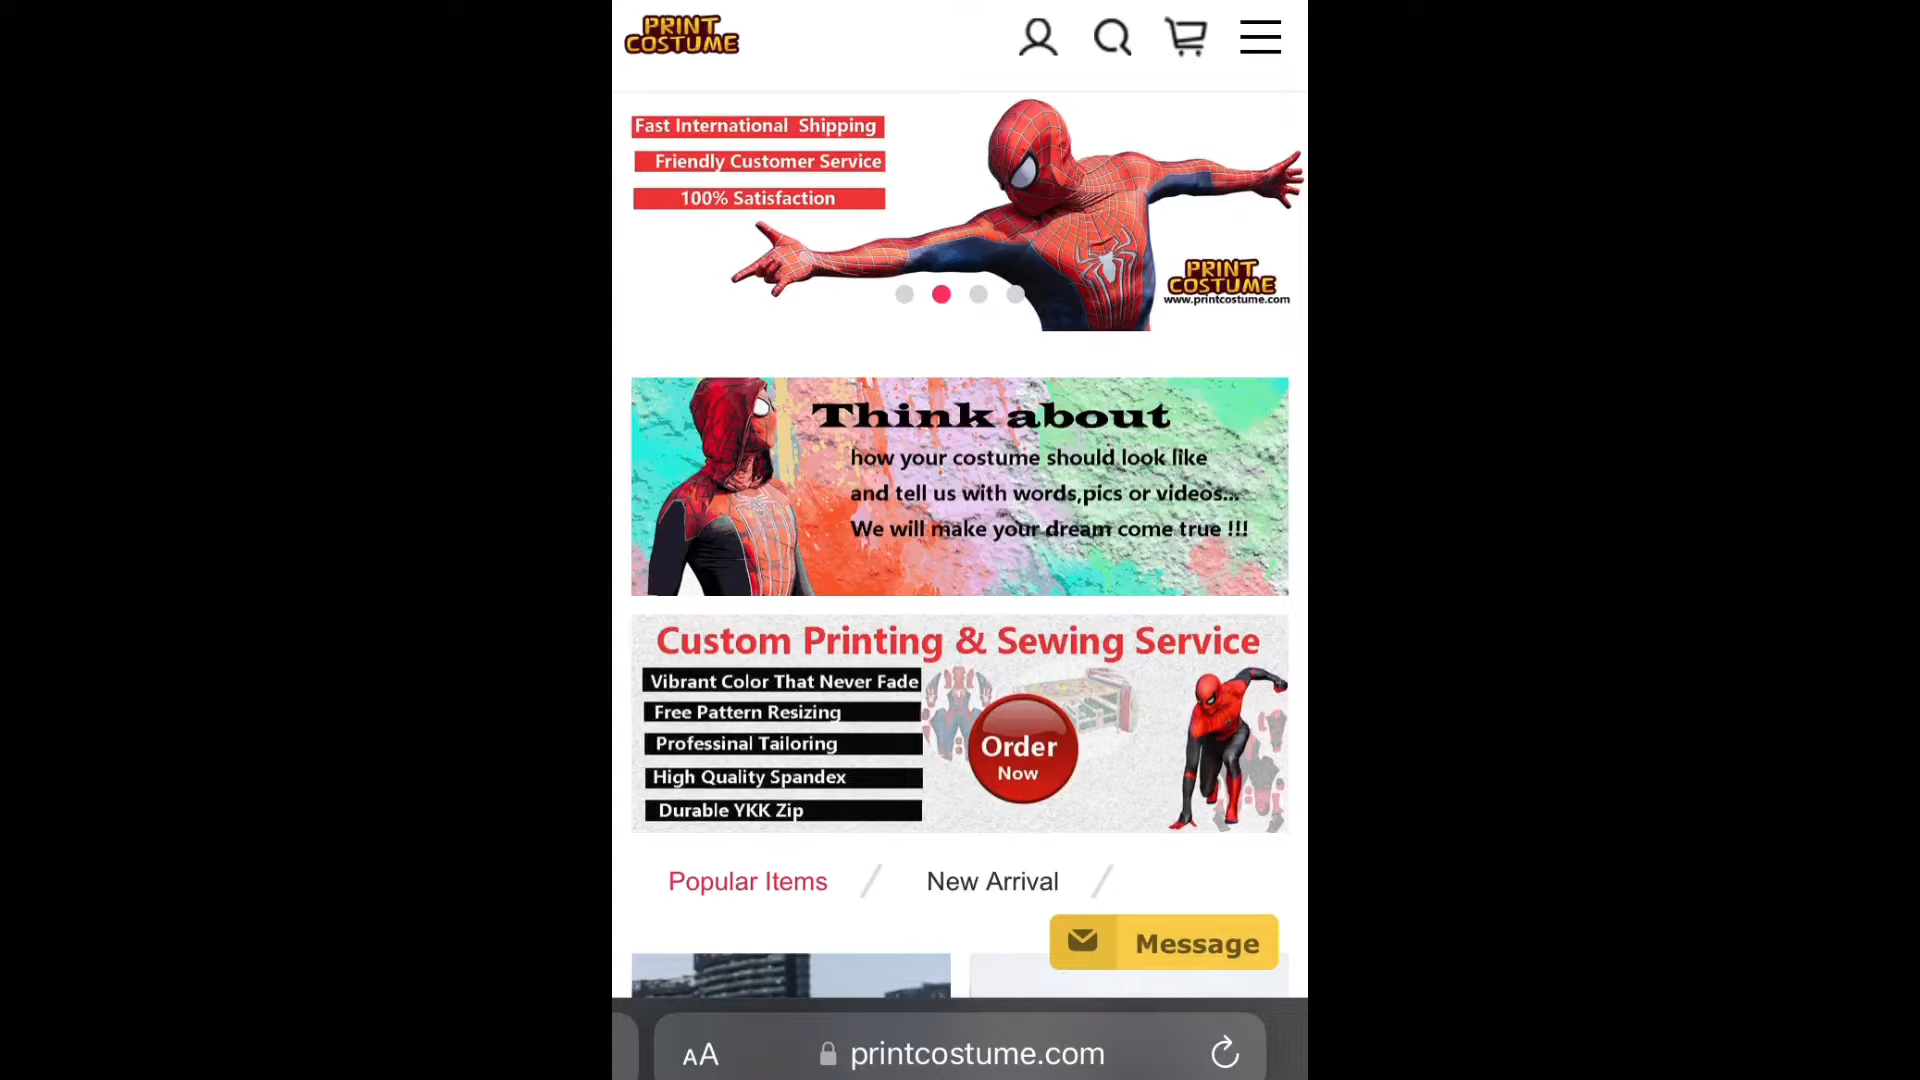 PRINT
COSTUME
Fast International Shipping
Friendly Customer Service
100% Satisfaction
PRINT
COSTUME
www.printcostume.com
Think about
how your costume should look like
and tell us with words,pics or videos...
We will make your dream come true !!!
Custom Printing & Sewing Service
Vibrant Color That Never Fade
Free Pattern Resizing
Professinal Tailoring
High Quality Spandex
Durable YKK Zip
Order
Now
Popular Items / New Arrival /
Message
AA printcostume.com